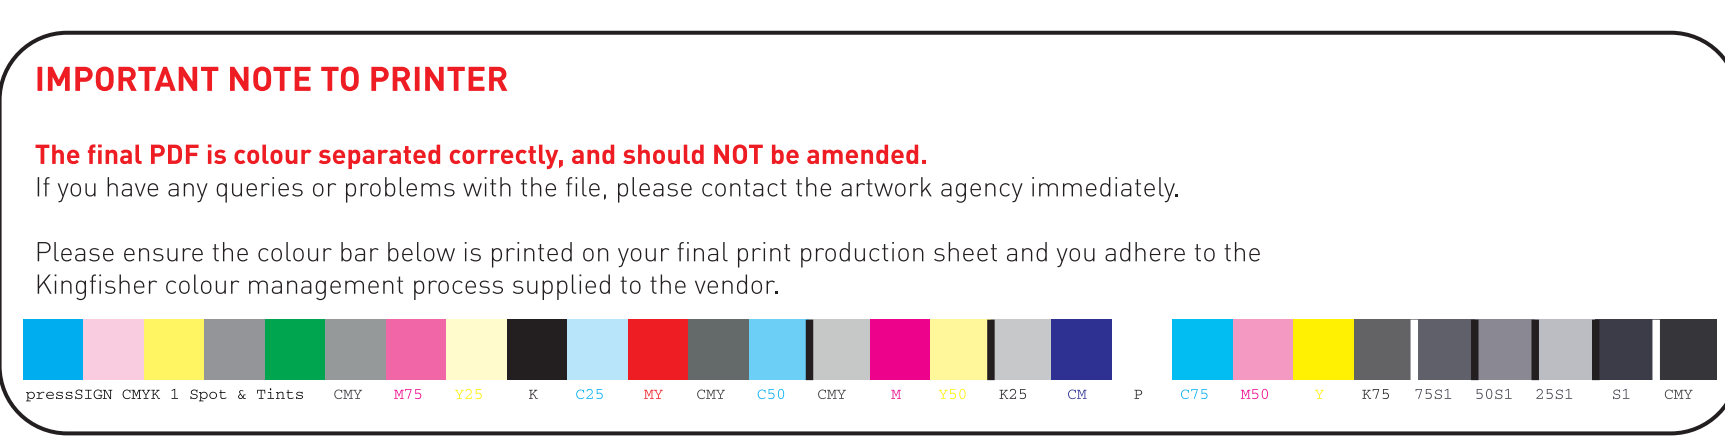 IMPORTANT NOTE TO PRINTER
The final PDF is colour separated correctly, and should NOT be amended.
If you have any queries or problems with the file, please contact the artwork agency immediately.
Please ensure the colour bar below is printed on your final print production sheet and you adhere to the
Kingfisher colour management process supplied to the vendor.
pressSIGN CMYK 1 Spot & Tints CMY M75 Y25 K C25 MY CMY C50 CMY M Y50 K25 CM P C75 M50 Y K75 75S1 50S1 25S1 S1 CMY